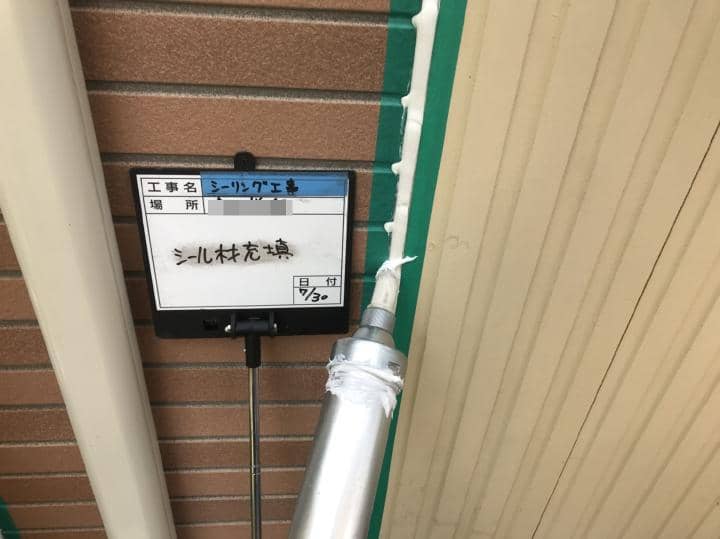 工事名 シーリング工事
場所
シール材充填
日付
7/30